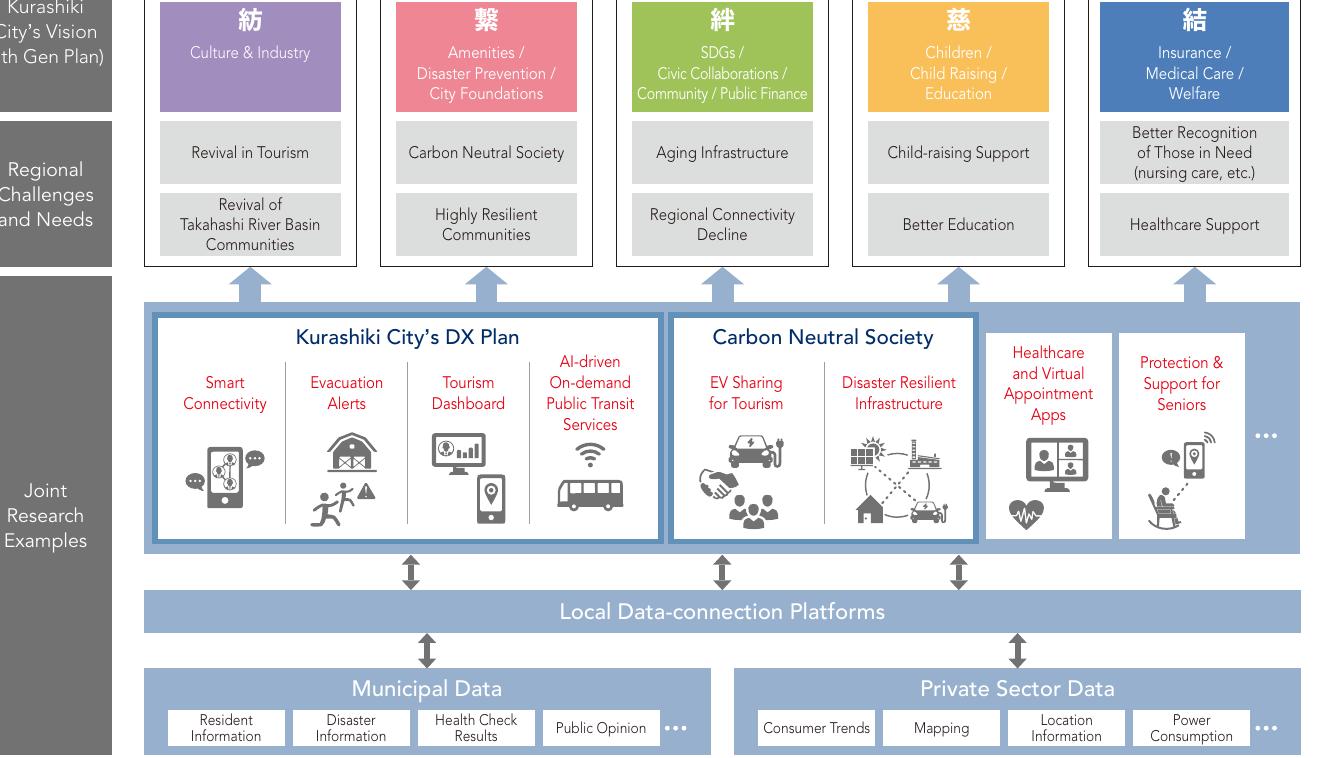 Kurashiki
City's Vision
th Gen Plan)
紡
Culture & Industry
繋
Amenities /
Disaster Prevention /
City Foundations
絆
SDGs /
Civic Collaborations /
Community / Public Finance
慈
Children /
Child Raising /
Education
結
Insurance /
Medical Care /
Welfare
Regional
Challenges
and Needs
Revival in Tourism
Carbon Neutral Society
Aging Infrastructure
Child-raising Support
Better Recognition
of Those in Need
(nursing care, etc.)
Revival of
Takahashi River Basin
Communities
Highly Resilient
Communities
Regional Connectivity
Decline
Better Education
Healthcare Support
Joint
Research
Examples
Kurashiki City's DX Plan
Smart
Connectivity
Evacuation
Alerts
Tourism
Dashboard
AI-driven
On-demand
Public Transit
Services
Carbon Neutral Society
EV Sharing
for Tourism
Disaster Resilient
Infrastructure
Healthcare
and Virtual
Appointment
Apps
Protection &
Support for
Seniors
...
Local Data-connection Platforms
Municipal Data
Resident
Information
Disaster
Information
Health Check
Results
Public Opinion
...
Private Sector Data
Consumer Trends
Mapping
Location
Information
Power
Consumption
...